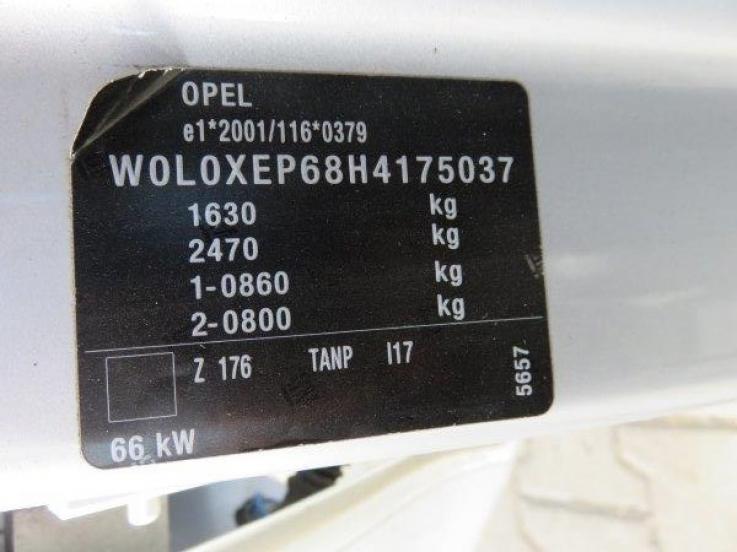 OPEL
e1*2001/116*0379
W0L0XEP68H4175037
1630 kg
2470 kg
1-0860 kg
2-0800 kg
Z 176 TANP I17
5657
66 kW